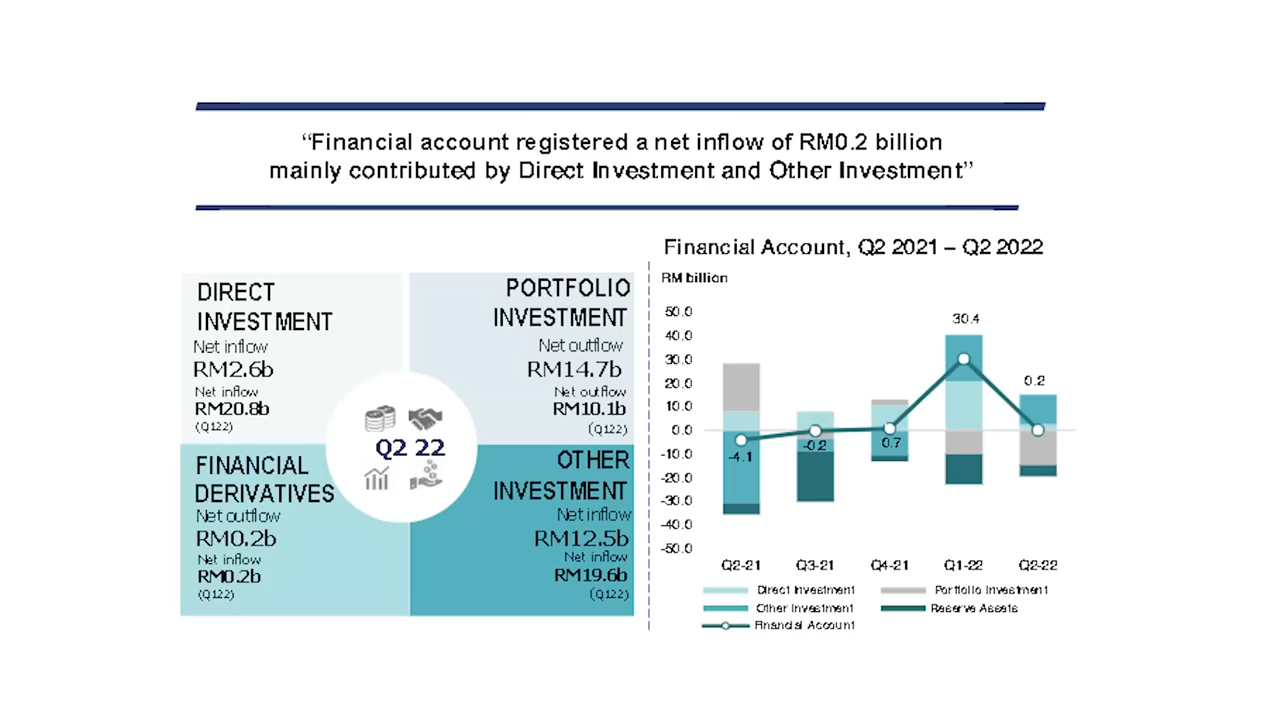 “Financial account registered a net inflow of RM0.2 billion
mainly contributed by Direct Investment and Other Investment”
DIRECT
INVESTMENT
Net inflow
RM2.6b
Net inflow
RM20.8b
(Q122)
PORTFOLIO
INVESTMENT
Net outflow
RM14.7b
Net outflow
RM10.1b
(Q122)
Q2 22
FINANCIAL
DERIVATIVES
Net outflow
RM0.2b
Net inflow
RM0.2b
(Q122)
OTHER
INVESTMENT
Net inflow
RM12.5b
Net inflow
RM19.6b
(Q122)
Financial Account, Q2 2021 – Q2 2022
RM billion
50.0
40.0
30.0
20.0
10.0
0.0
-10.0
-20.0
-30.0
-40.0
-50.0
-4.1
-0.2
0.7
30.4
0.2
Q2-21 Q3-21 Q4-21 Q1-22 Q2-22
Direct Investment Portfolio Investment
Other Investment Reserve Assets
Financial Account